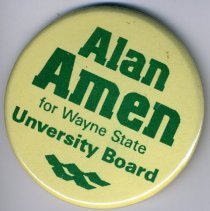 Alan
Amen
for Wayne State
Unversity Board